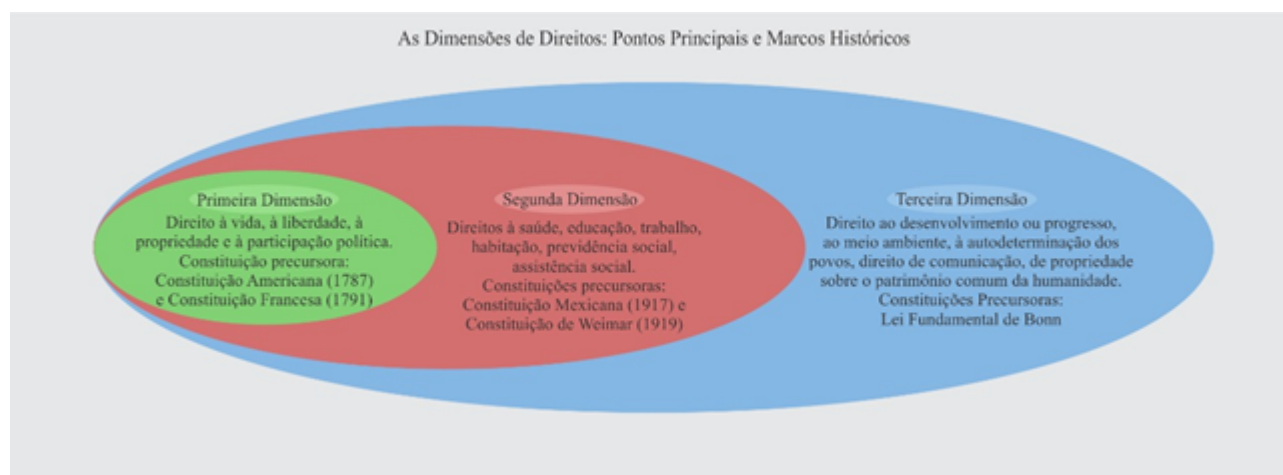 As Dimensões de Direitos: Pontos Principais e Marcos Históricos
Primeira Dimensão
Direito à vida, à liberdade, à
propriedade e à participação política.
Constituição precursora:
Constituição Americana (1787)
e Constituição Francesa (1791)
Segunda Dimensão
Direitos à saúde, educação, trabalho,
habitação, previdência social,
assistência social.
Constituições precursoras:
Constituição Mexicana (1917) e
Constituição de Weimar (1919)
Terceira Dimensão
Direito ao desenvolvimento ou progresso,
ao meio ambiente, à autodeterminação dos
povos, direito de comunicação, de propriedade
sobre o patrimônio comum da humanidade.
Constituições Precursoras:
Lei Fundamental de Bonn